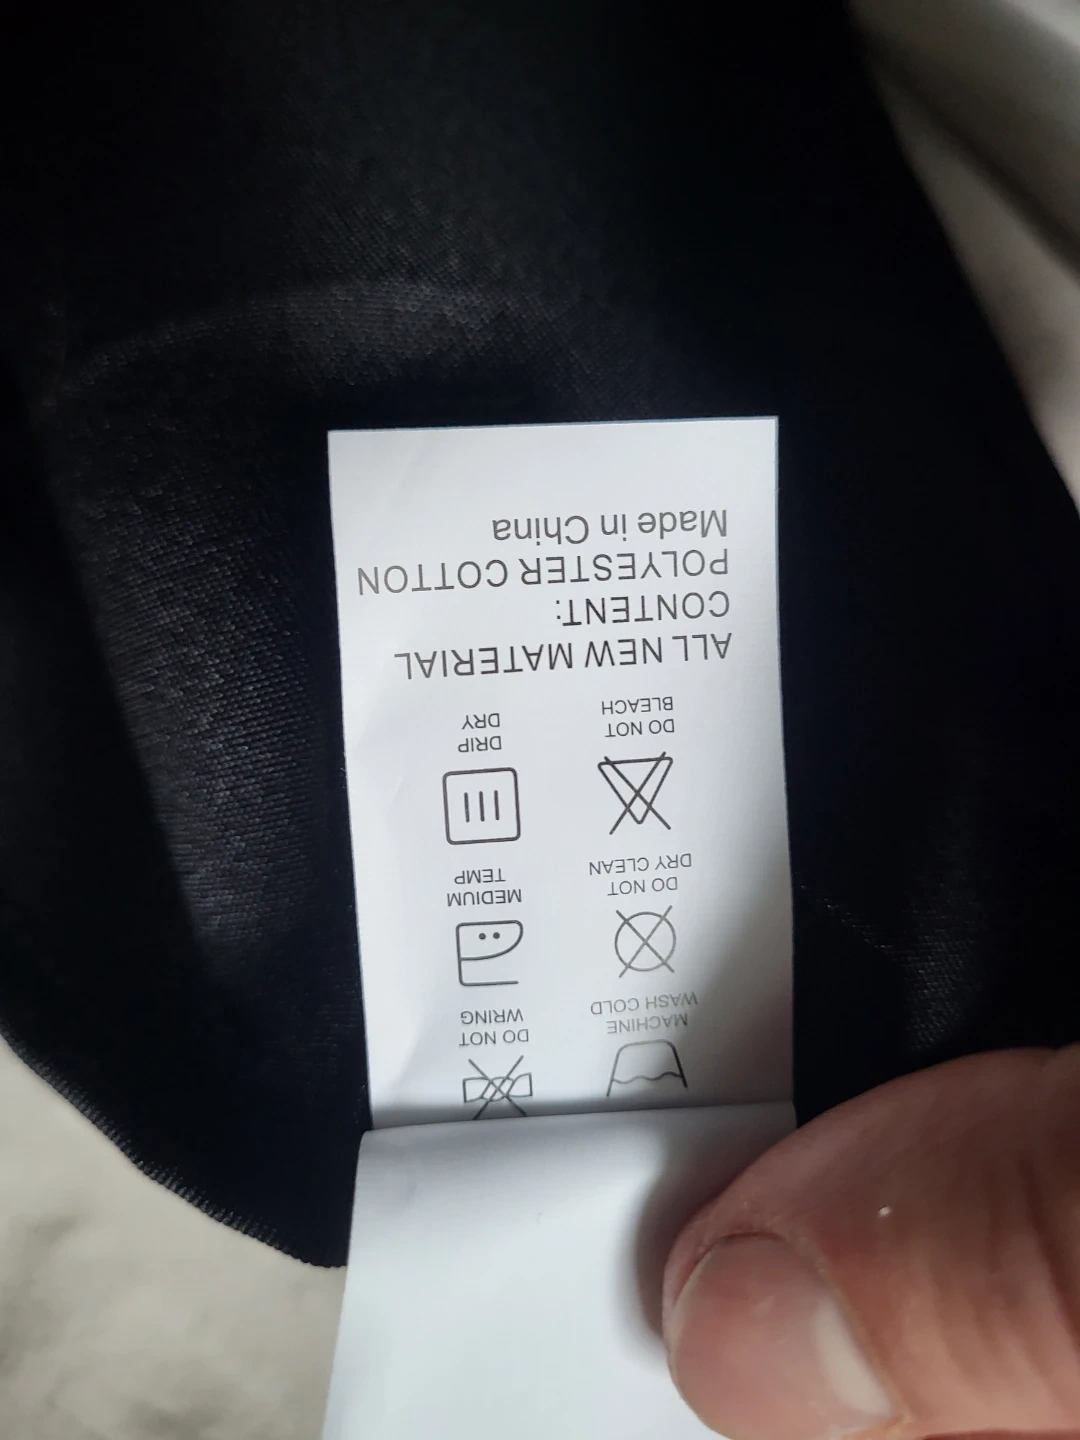 MACHINE
WASH COLD
DO NOT
WRING
DO NOT
DRY CLEAN
MEDIUM
TEMP
DO NOT
BLEACH
DRIP
DRY
ALL NEW MATERIAL
CONTENT:
POLYESTER COTTON
Made in China